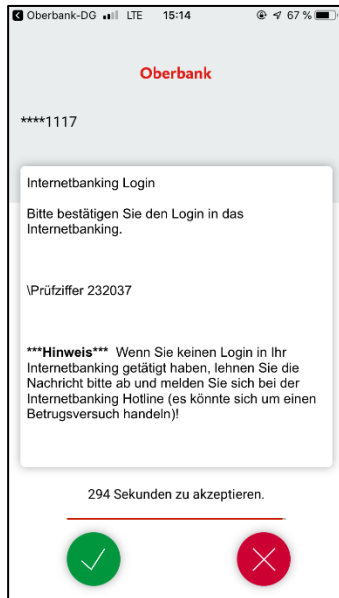 Oberbank-DG LTE 15:14 67 %
Oberbank
****1117
Internetbanking Login
Bitte bestätigen Sie den Login in das
Internetbanking.
\Prüfziffer 232037
***Hinweis*** Wenn Sie keinen Login in Ihr
Internetbanking getätigt haben, lehnen Sie die
Nachricht bitte ab und melden Sie sich bei der
Internetbanking Hotline (es könnte sich um einen
Betrugsversuch handeln)!
294 Sekunden zu akzeptieren.